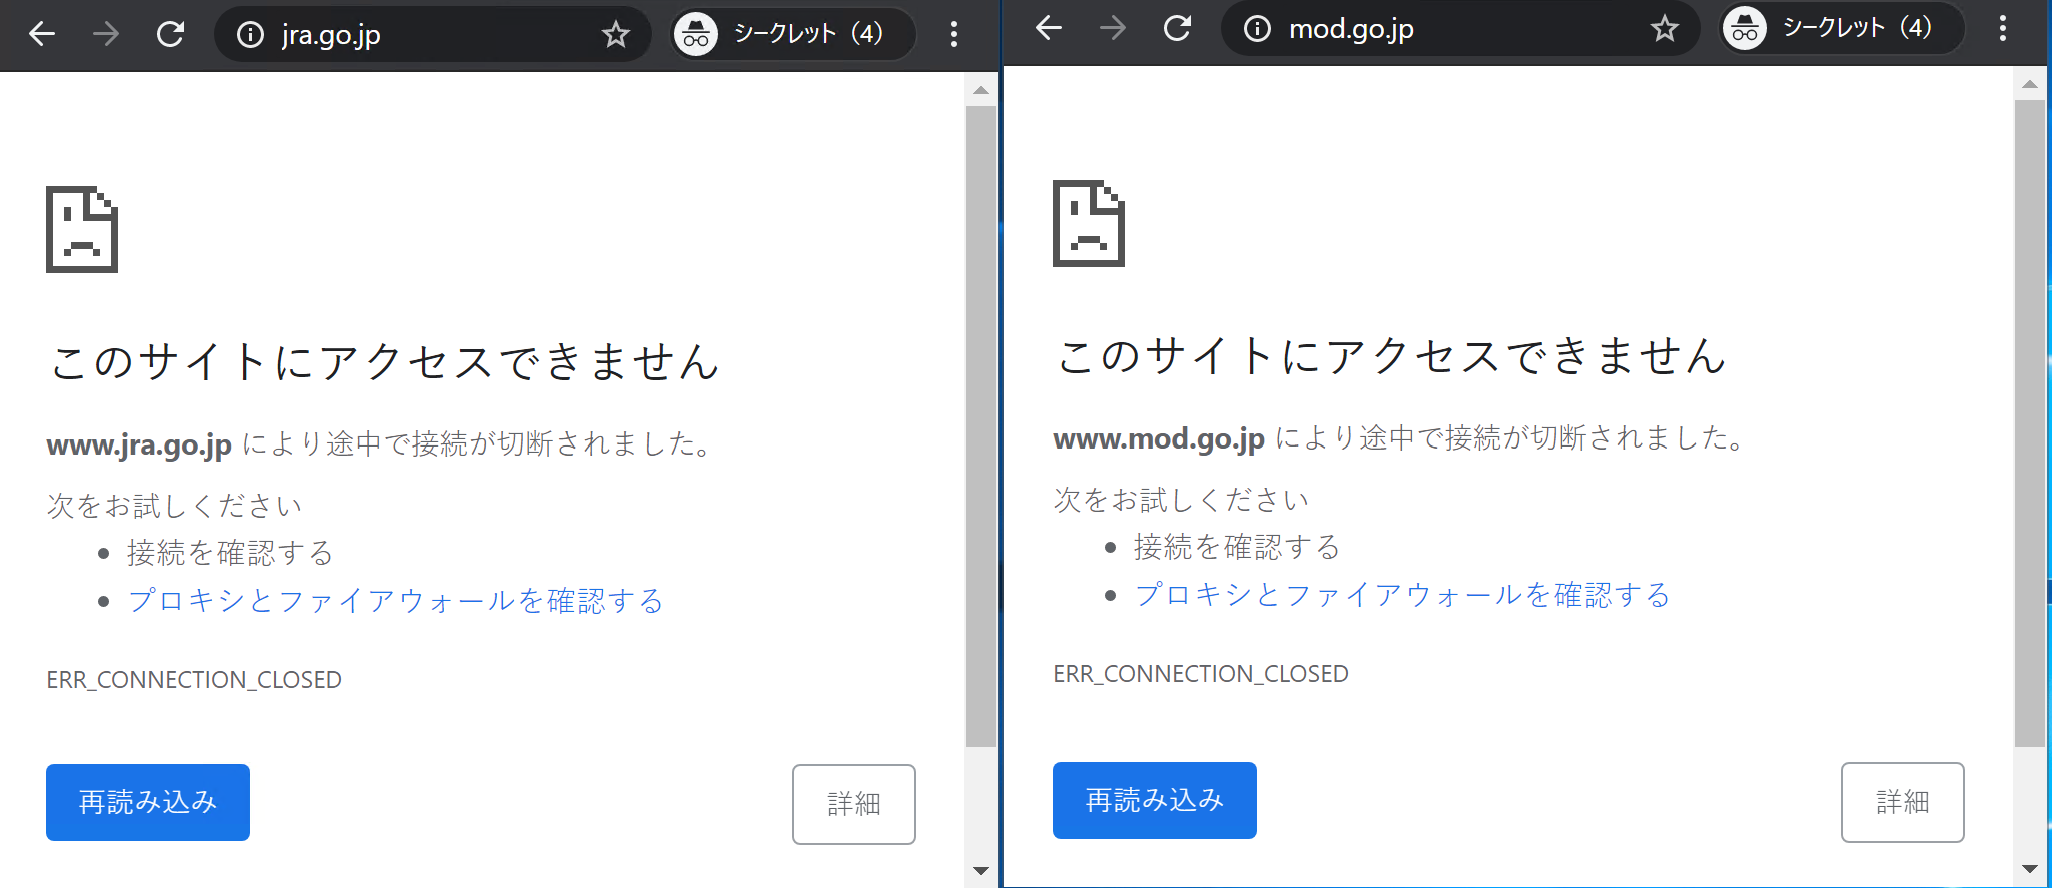 jra.go.jp
シークレット（4）
このサイトにアクセスできません
www.jra.go.jp により途中で接続が切断されました。
次をお試しください
接続を確認する
プロキシとファイアウォールを確認する
ERR_CONNECTION_CLOSED
再読み込み
詳細
mod.go.jp
シークレット（4）
このサイトにアクセスできません
www.mod.go.jp により途中で接続が切断されました。
次をお試しください
接続を確認する
プロキシとファイアウォールを確認する
ERR_CONNECTION_CLOSED
再読み込み
詳細